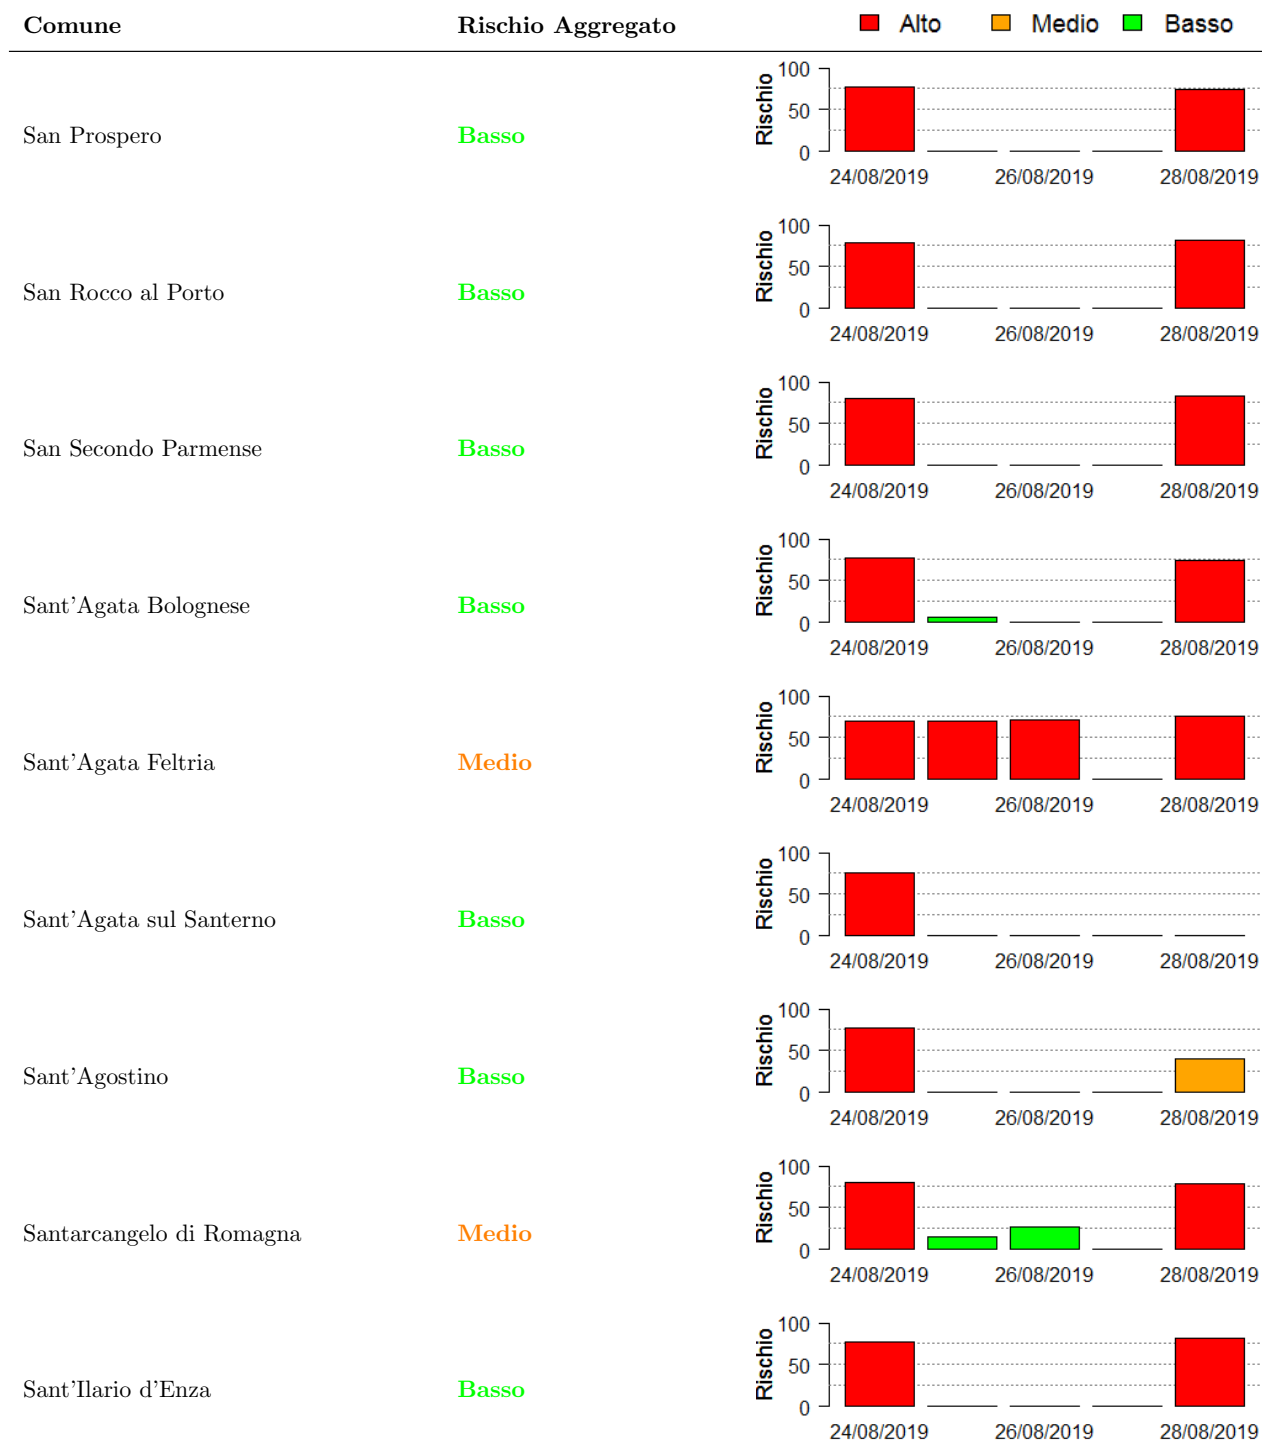 Comune Rischio Aggregato Alto Medio Basso
100
50
0
Rischio
San Prospero Basso
24/08/2019 26/08/2019 28/08/2019
100
50
0
Rischio
San Rocco al Porto Basso
24/08/2019 26/08/2019 28/08/2019
100
50
0
Rischio
San Secondo Parmense Basso
24/08/2019 26/08/2019 28/08/2019
100
50
0
Rischio
Sant'Agata Bolognese Basso
24/08/2019 26/08/2019 28/08/2019
100
50
0
Rischio
Sant'Agata Feltria Medio
24/08/2019 26/08/2019 28/08/2019
100
50
0
Rischio
Sant'Agata sul Santerno Basso
24/08/2019 26/08/2019 28/08/2019
100
50
0
Rischio
Sant'Agostino Basso
24/08/2019 26/08/2019 28/08/2019
100
50
0
Rischio
Santarcangelo di Romagna Medio
24/08/2019 26/08/2019 28/08/2019
100
50
0
Rischio
Sant'Ilario d'Enza Basso
24/08/2019 26/08/2019 28/08/2019